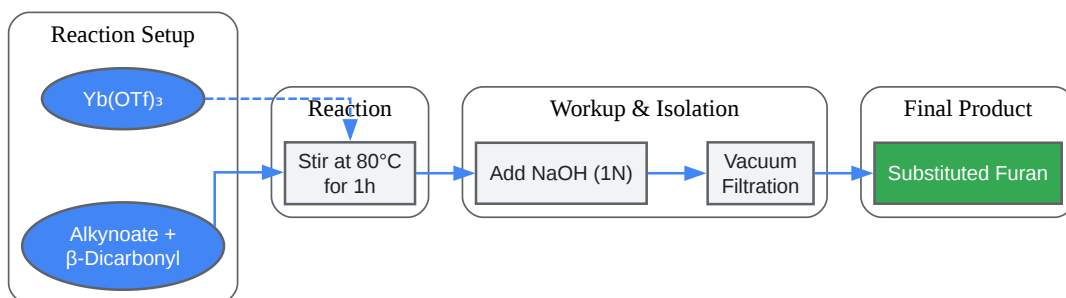 Reaction Setup
Yb(OTf)₃
Alkynoate +
β-Dicarbonyl
Reaction
Stir at 80°C
for 1h
Workup & Isolation
Add NaOH (1N)
Vacuum
Filtration
Final Product
Substituted Furan